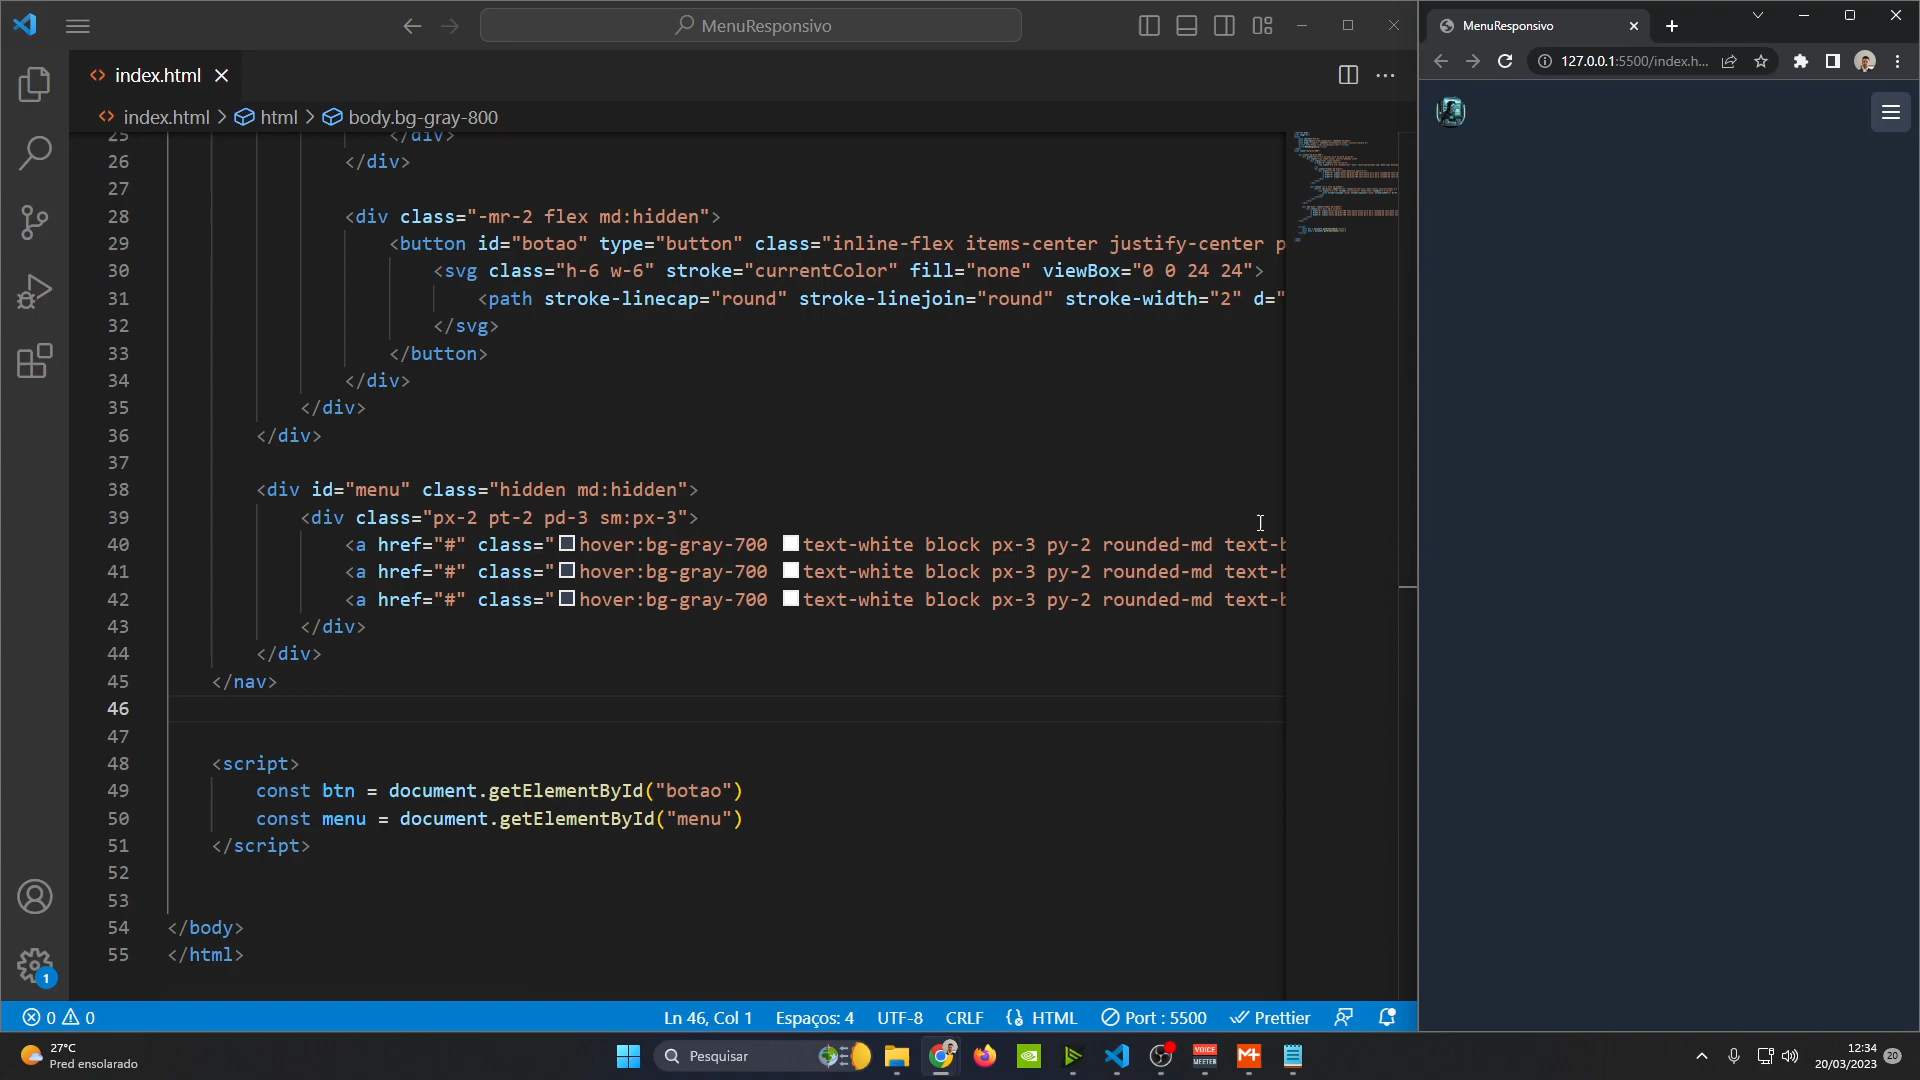 MenuResponsivo
index.html
index.html > html > body.bg-gray-800
25 </div>
26 </div>
27
28 <div class="-mr-2 flex md:hidden">
29 <button id="botao" type="button" class="inline-flex items-center justify-center p
30 <svg class="h-6 w-6" stroke="currentColor" fill="none" viewBox="0 0 24 24">
31 <path stroke-linecap="round" stroke-linejoin="round" stroke-width="2" d="
32 </svg>
33 </button>
34 </div>
35 </div>
36 </div>
37
38 <div id="menu" class="hidden md:hidden">
39 <div class="px-2 pt-2 pd-3 sm:px-3">
40 <a href="#" class="hover:bg-gray-700 text-white block px-3 py-2 rounded-md text-b
41 <a href="#" class="hover:bg-gray-700 text-white block px-3 py-2 rounded-md text-b
42 <a href="#" class="hover:bg-gray-700 text-white block px-3 py-2 rounded-md text-b
43 </div>
44 </div>
45 </nav>
46
47
48 <script>
49 const btn = document.getElementById("botao")
50 const menu = document.getElementById("menu")
51 </script>
52
53
54 </body>
55 </html>
1
0 0 Ln 46, Col 1 Espaços: 4 UTF-8 CRLF HTML Port : 5500 Prettier
MenuResponsivo
127.0.0.1:5500/index.h...
27°C
Pred ensolarado
Pesquisar
VOICE
MEETER
12:34
20/03/2023
20